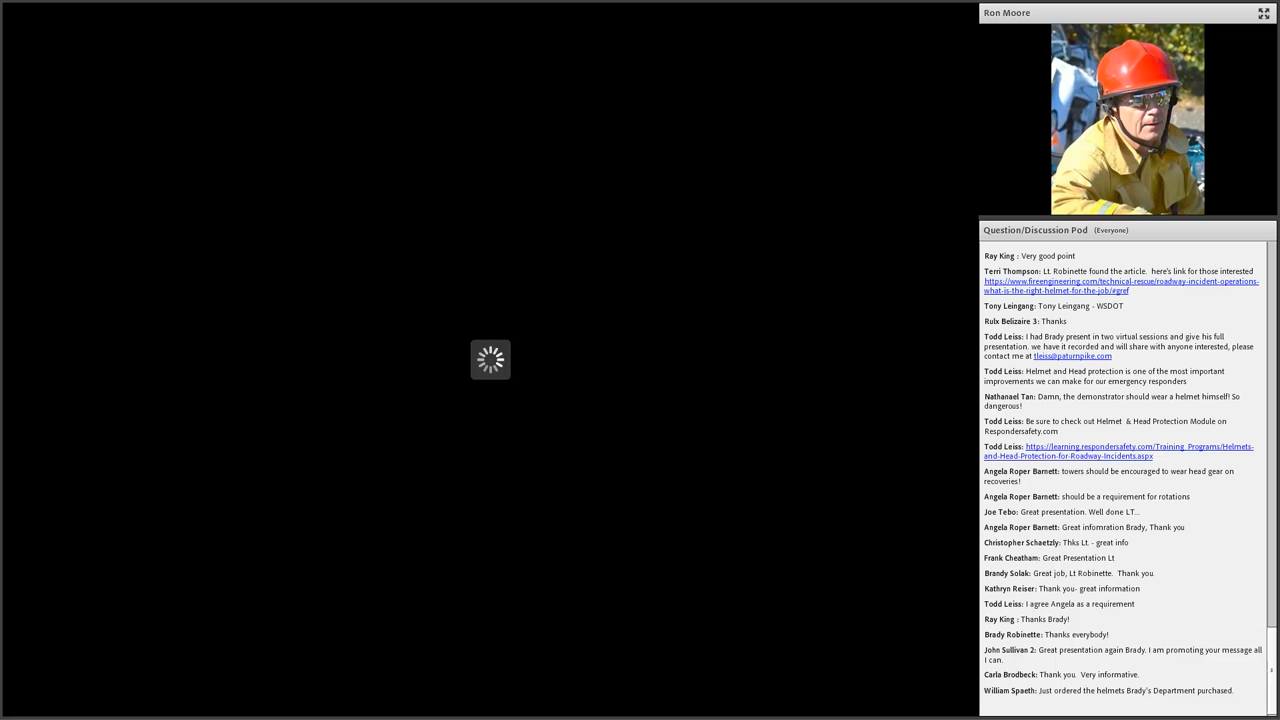 Ron Moore
Question/Discussion Pod (Everyone)
Ray King : Very good point
Terri Thompson: Lt. Robinette found the article. here's link for those interested
https://www.fireengineering.com/technical-rescue/roadway-incident-operations-
what-is-the-right-helmet-for-the-job/#gref
Tony Leingang: Tony Leingang - WSDOT
Rulx Belizaire 3: Thanks
Todd Leiss: I had Brady present in two virtual sessions and give his full
presentation. we have it recorded and will share with anyone interested, please
contact me at tleiss@paturnpike.com
Todd Leiss: Helmet and Head protection is one of the most important
improvements we can make for our emergency responders
Nathanael Tan: Damn, the demonstrator should wear a helmet himself! So
dangerous!
Todd Leiss: Be sure to check out Helmet & Head Protection Module on
Respondersafety.com
Todd Leiss: https://learning.respondersafety.com/Training_Programs/Helmets-
and-Head-Protection-for-Roadway-Incidents.aspx
Angela Roper Barnett: towers should be encouraged to wear head gear on
recoveries!
Angela Roper Barnett: should be a requirement for rotations
Joe Tebo: Great presentation. Well done LT...
Angela Roper Barnett: Great infomration Brady, Thank you
Christopher Schaetzly: Thks Lt. - great info
Frank Cheatham: Great Presentation Lt
Brandy Solak: Great job, Lt Robinette. Thank you.
Kathryn Reiser: Thank you- great information
Todd Leiss: I agree Angela as a requirement
Ray King : Thanks Brady!
Brady Robinette: Thanks everybody!
John Sullivan 2: Great presentation again Brady. I am promoting your message all
I can.
Carla Brodbeck: Thank you. Very informative.
William Spaeth: Just ordered the helmets Brady's Department purchased.